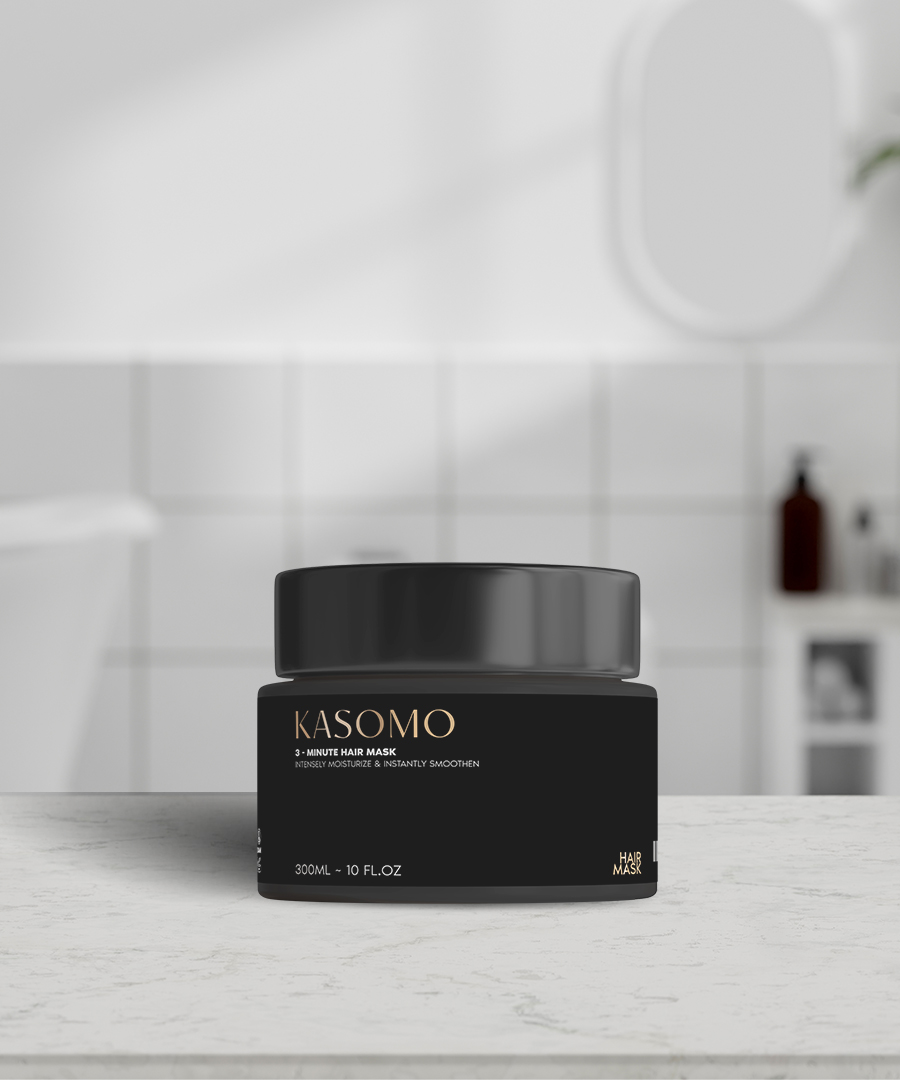 KASOMO
3 - MINUTE HAIR MASK
INTENSELY MOISTURIZE & INSTANTLY SMOOTHEN
300ML ~ 10 FL.OZ
HAIR
MASK